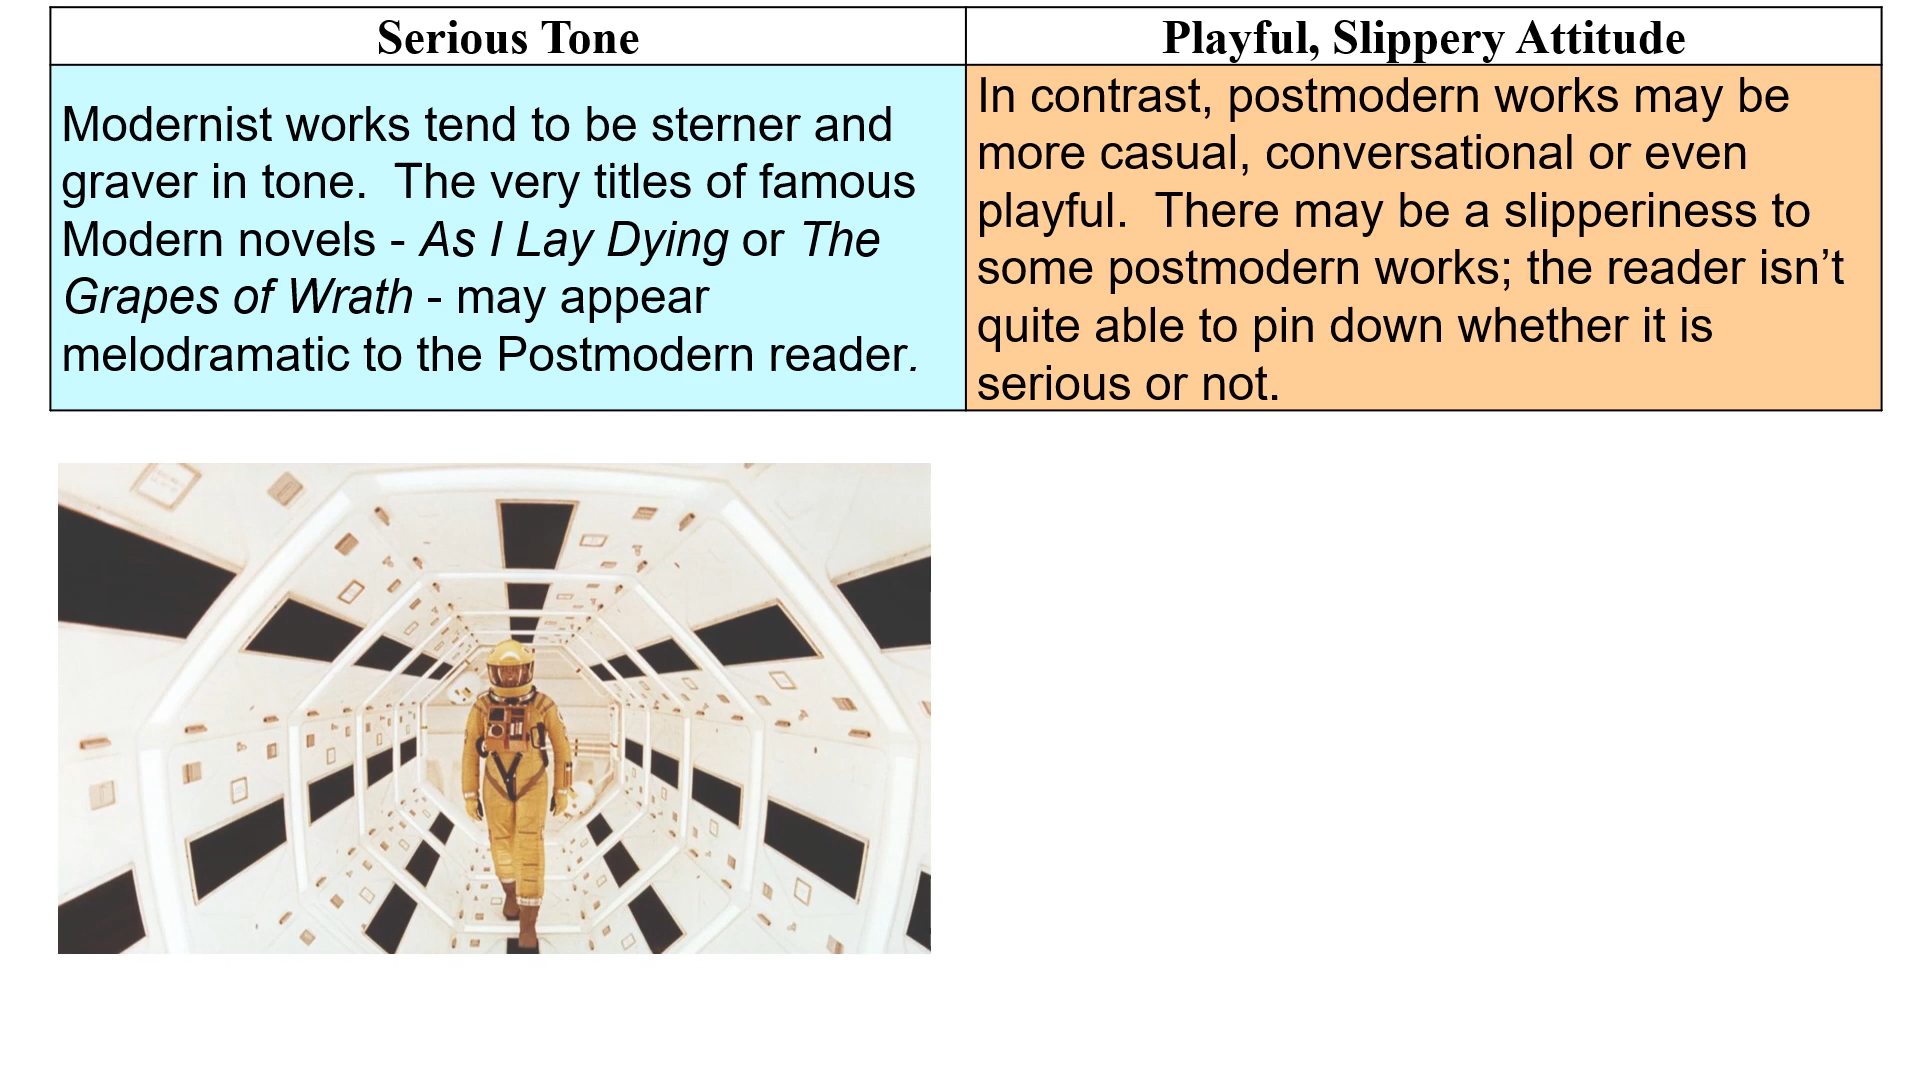 Serious Tone
Playful, Slippery Attitude
Modernist works tend to be sterner and
graver in tone.  The very titles of famous
Modern novels - As I Lay Dying or The
Grapes of Wrath - may appear
melodramatic to the Postmodern reader.
In contrast, postmodern works may be
more casual, conversational or even
playful.  There may be a slipperiness to
some postmodern works; the reader isn’t
quite able to pin down whether it is
serious or not.